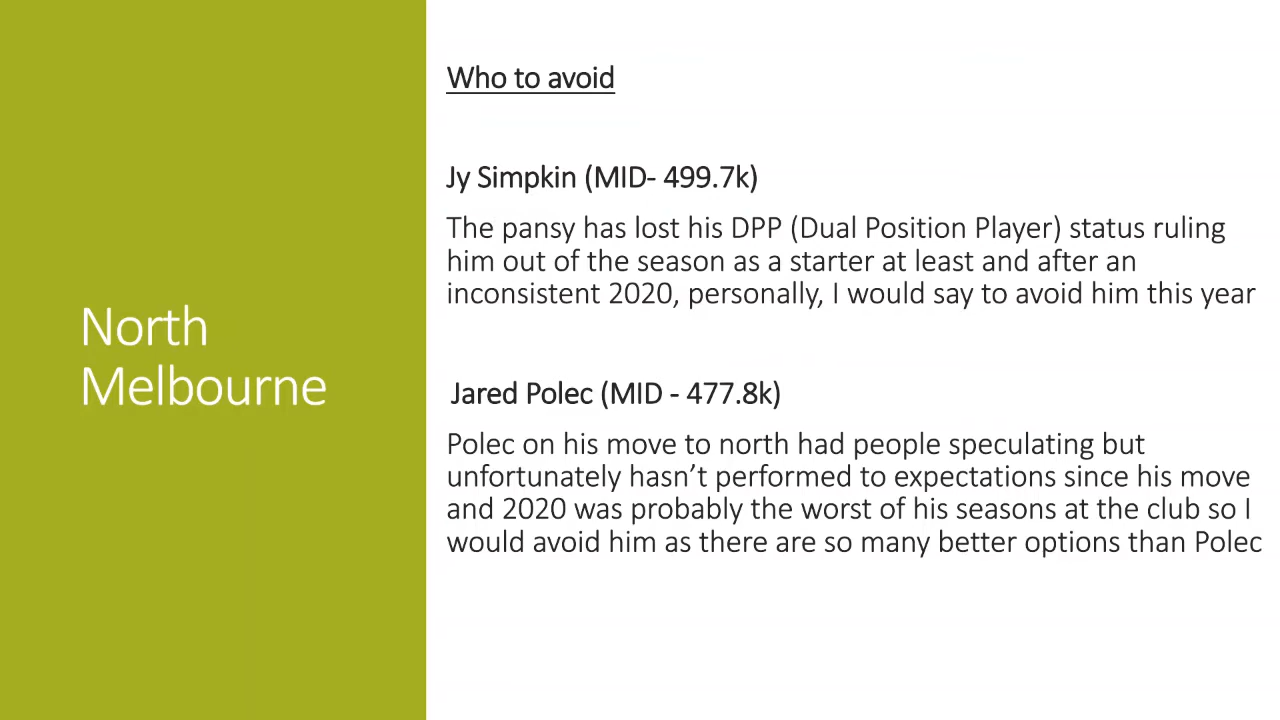 North
Melbourne
Who to avoid
Jy Simpkin (MID- 499.7k)
The pansy has lost his DPP (Dual Position Player) status ruling
him out of the season as a starter at least and after an
inconsistent 2020, personally, I would say to avoid him this year
Jared Polec (MID - 477.8k)
Polec on his move to north had people speculating but
unfortunately hasn't performed to expectations since his move
and 2020 was probably the worst of his seasons at the club so I
would avoid him as there are so many better options than Polec